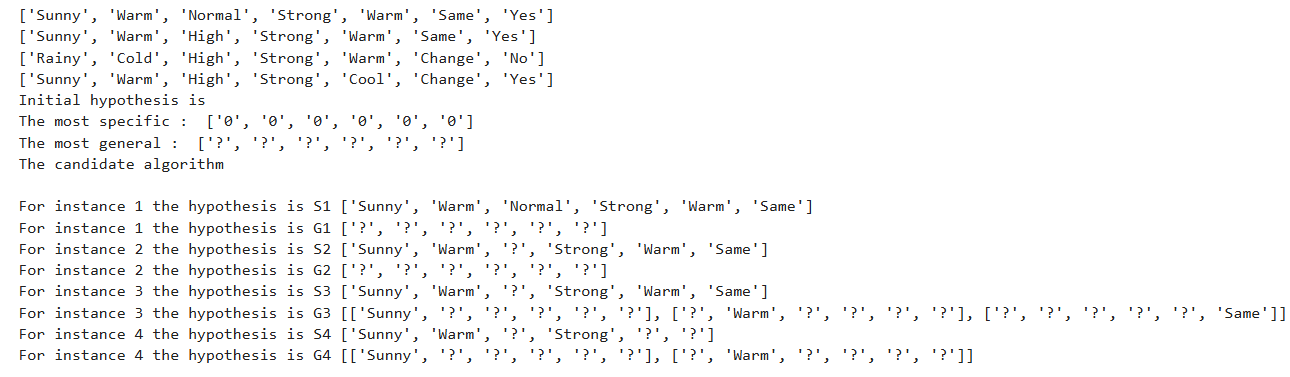 ['Sunny', 'Warm', 'Normal', 'Strong', 'Warm', 'Same', 'Yes']
['Sunny', 'Warm', 'High', 'Strong', 'Warm', 'Same', 'Yes']
['Rainy', 'Cold', 'High', 'Strong', 'Warm', 'Change', 'No']
['Sunny', 'Warm', 'High', 'Strong', 'Cool', 'Change', 'Yes']
Initial hypothesis is
The most specific :  ['0', '0', '0', '0', '0', '0']
The most general :  ['?', '?', '?', '?', '?', '?']
The candidate algorithm
For instance 1 the hypothesis is S1 ['Sunny', 'Warm', 'Normal', 'Strong', 'Warm', 'Same']
For instance 1 the hypothesis is G1 ['?', '?', '?', '?', '?', '?']
For instance 2 the hypothesis is S2 ['Sunny', 'Warm', '?', 'Strong', 'Warm', 'Same']
For instance 2 the hypothesis is G2 ['?', '?', '?', '?', '?', '?']
For instance 3 the hypothesis is S3 ['Sunny', 'Warm', '?', 'Strong', 'Warm', 'Same']
For instance 3 the hypothesis is G3 [['Sunny', '?', '?', '?', '?', '?'], ['?', 'Warm', '?', '?', '?', '?'], ['?', '?', '?', '?', '?', 'Same']]
For instance 4 the hypothesis is S4 ['Sunny', 'Warm', '?', 'Strong', '?', '?']
For instance 4 the hypothesis is G4 [['Sunny', '?', '?', '?', '?', '?'], ['?', 'Warm', '?', '?', '?', '?']]